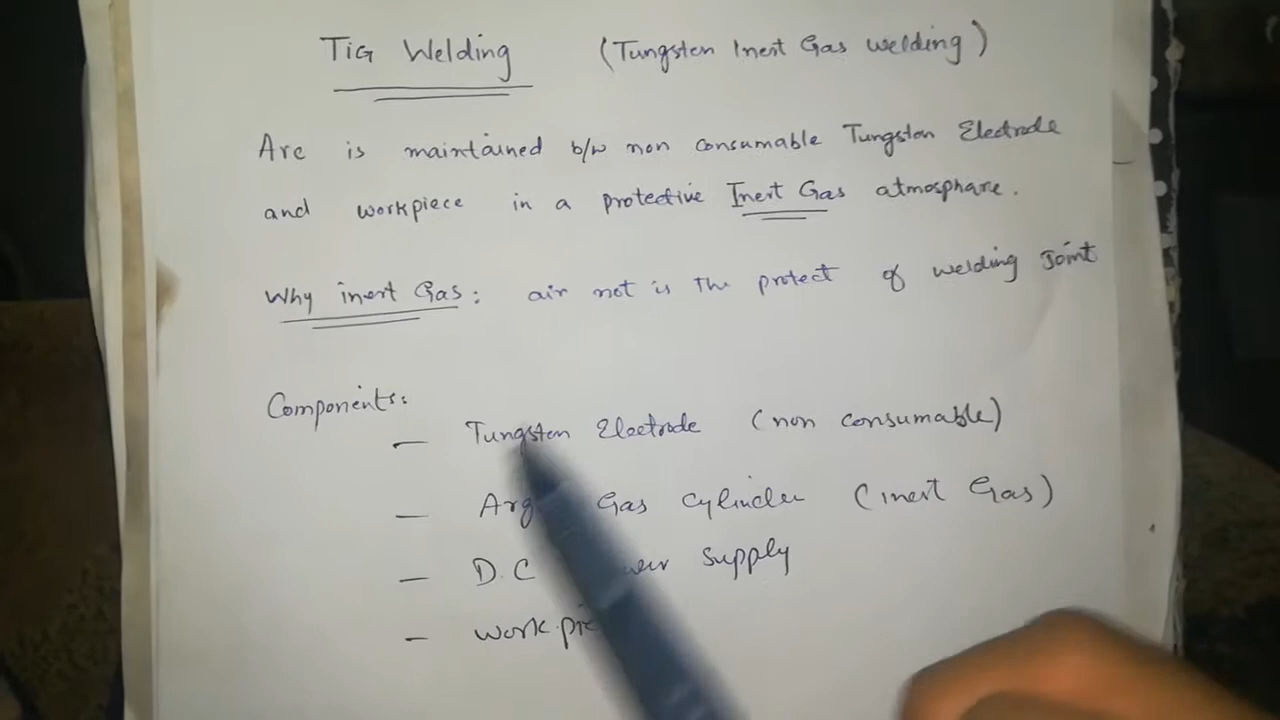 TIG Welding (Tungsten Inert Gas welding)
Arc is maintained b/w non consumable Tungston Electrode
and workpiece in a protective Inert Gas atmosphare.
Why inert Gas: air not is The protect of welding Joint
Components:
— Tungsten Electrode (non consumable)
— Gas Cylinder (inert Gas)
— D.C supply
-